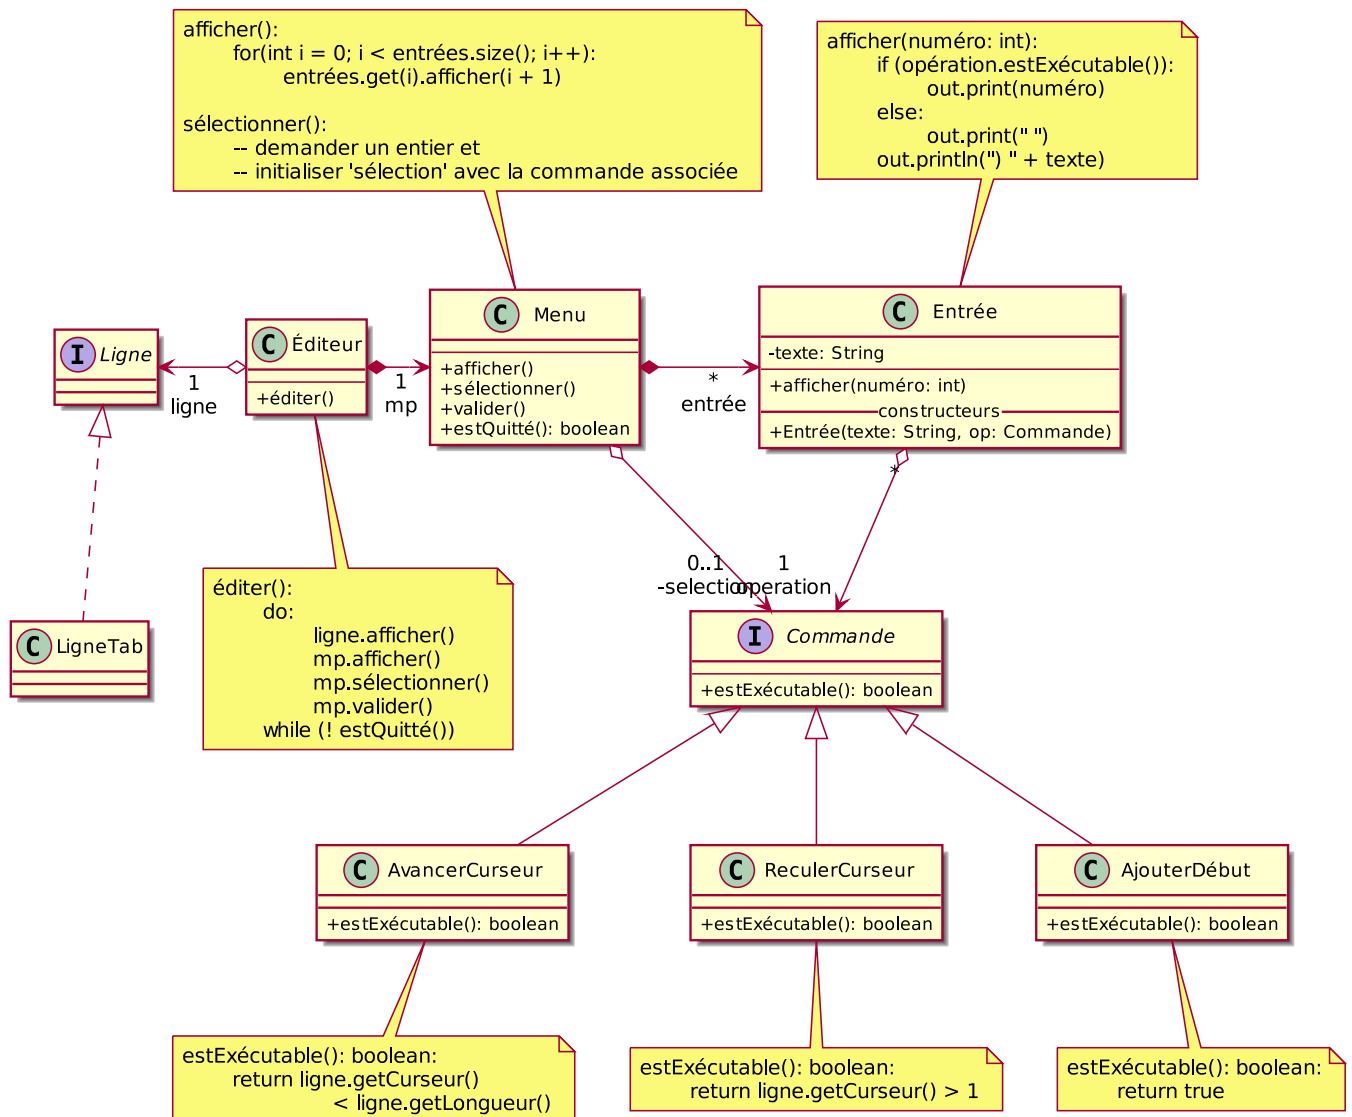 afficher():
for(int i = 0; i < entrées.size(); i++):
entrées.get(i).afficher(i + 1)
sélectionner():
-- demander un entier et
-- initialiser 'sélection' avec la commande associée
afficher(numéro: int):
if (opération.estExécutable()):
out.print(numéro)
else:
out.print(" ")
out.println(") " + texte)
I Ligne
1
ligne
C Éditeur
+éditer()
1
mp
C Menu
+afficher()
+sélectionner()
+valider()
+estQuitté(): boolean
*
entrée
C Entrée
-texte: String
+afficher(numéro: int)
constructeurs
+Entrée(texte: String, op: Commande)
*
0..1
-selection
1
operation
éditer():
do:
ligne.afficher()
mp.afficher()
mp.sélectionner()
mp.valider()
while (! estQuitté())
C LigneTab
I Commande
+estExécutable(): boolean
C AvancerCurseur
+estExécutable(): boolean
C ReculerCurseur
+estExécutable(): boolean
C AjouterDébut
+estExécutable(): boolean
estExécutable(): boolean:
return ligne.getCurseur()
< ligne.getLongueur()
estExécutable(): boolean:
return ligne.getCurseur() > 1
estExécutable(): boolean:
return true